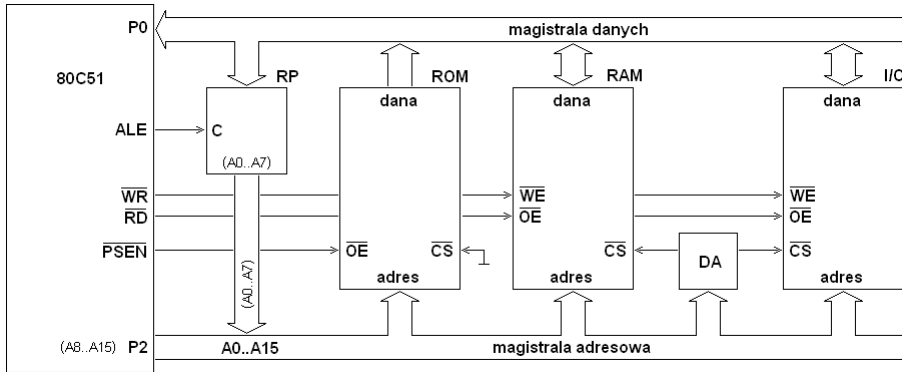 P0
magistrala danych
80C51
RP
ROM
RAM
I/O
dana
dana
dana
ALE
C
(A0..A7)
WR
RD
WE
OE
WE
OE
PSEN
OE
CS
CS
DA
CS
(A0..A7)
adres
adres
adres
(A8..A15) P2
A0..A15
magistrala adresowa